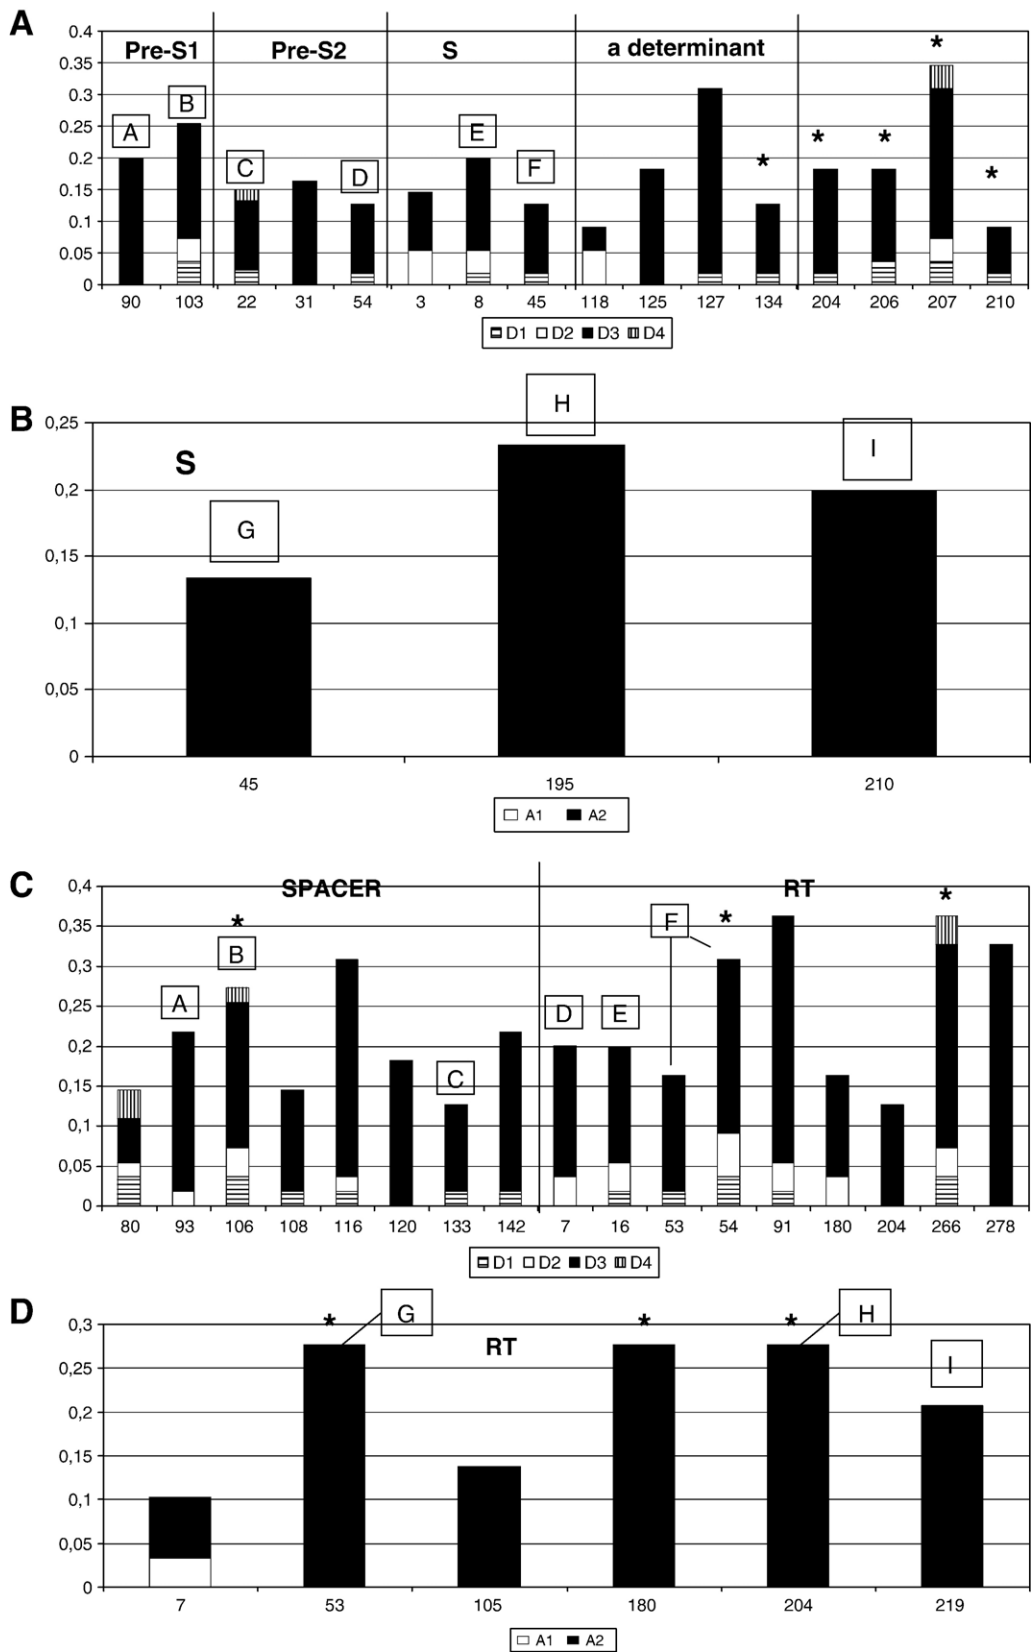 A
0.4
0.35
0.3
0.25
0.2
0.15
0.1
0.05
0
Pre-S1 Pre-S2 S a determinant
A B C D E F * * * * *
90 103 22 31 54 3 8 45 118 125 127 134 204 206 207 210
D1 D2 D3 D4
B
0,25
0,2
0,15
0,1
0,05
0
S
G H I
45 195 210
A1 A2
C
0,4
0,35
0,3
0,25
0,2
0,15
0,1
0,05
0
SPACER RT
A * B C D E F * *
80 93 106 108 116 120 133 142 7 16 53 54 91 180 204 266 278
D1 D2 D3 D4
D
0,3
0,25
0,2
0,15
0,1
0,05
0
RT
* G * * H I
7 53 105 180 204 219
A1 A2